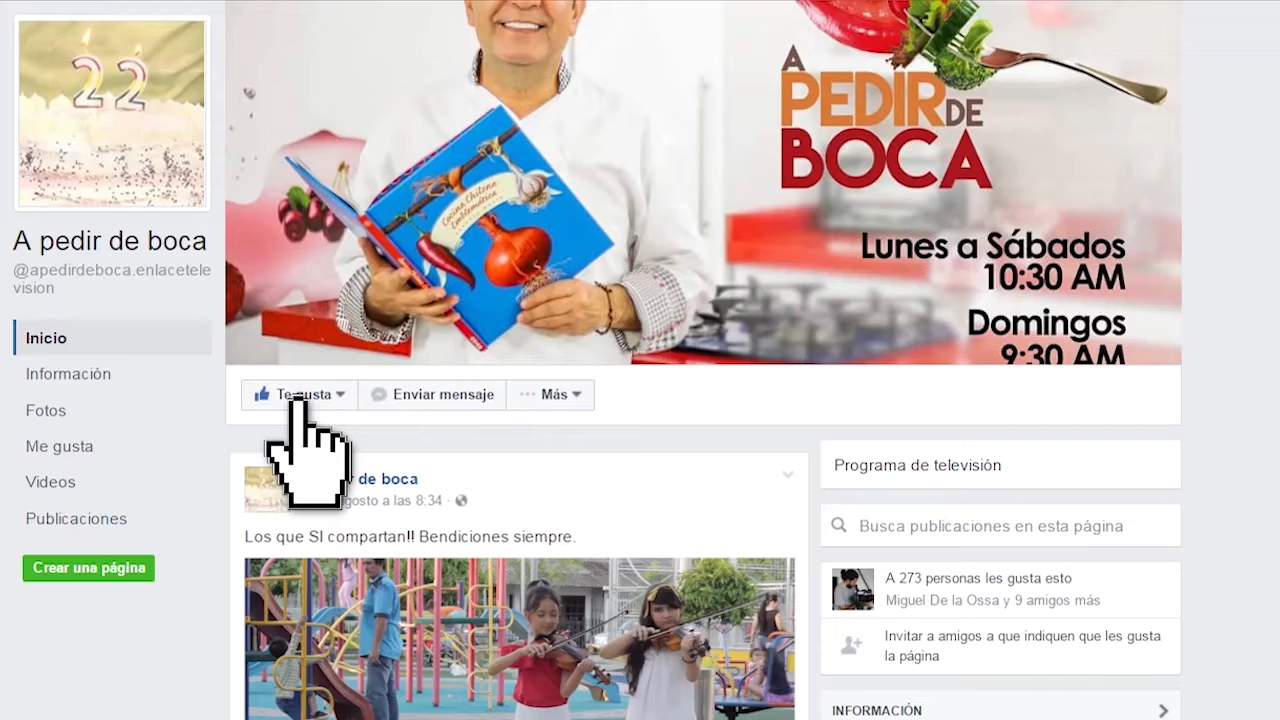 22
A pedir de boca
@apedirdeboca.enlacetele
vision
Inicio
Información
Fotos
Me gusta
Videos
Publicaciones
Crear una página
Cocina Chilena
Emblemática
A
PEDIR DE
BOCA
Lunes a Sábados
10:30 AM
Domingos
9:30 AM
Te gusta
Enviar mensaje
Más
de boca
agosto a las 8:34 ·
Los que SI compartan!! Bendiciones siempre.
Programa de televisión
Busca publicaciones en esta página
A 273 personas les gusta esto
Miguel De la Ossa y 9 amigos más
Invitar a amigos a que indiquen que les gusta
la página
INFORMACIÓN